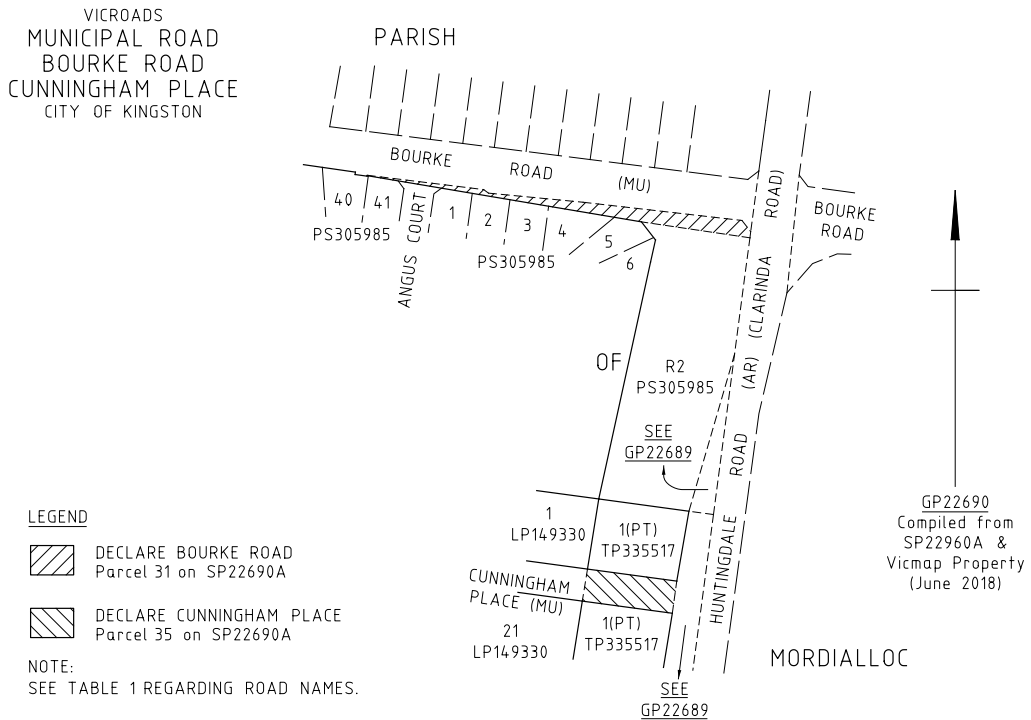 VICROADS
MUNICIPAL ROAD
BOURKE ROAD
CUNNINGHAM PLACE
CITY OF KINGSTON
PARISH
BOURKE ROAD (MU)
BOURKE
ROAD
40
41
PS305985
ANGUS COURT
1
2
3
4
5
6
PS305985
OF
R2
PS305985
SEE
GP22689
HUNTINGDALE ROAD (AR) (CLARINDA ROAD)
1
LP149330
1(PT)
TP335517
CUNNINGHAM
PLACE (MU)
21
LP149330
1(PT)
TP335517
SEE
GP22689
MORDIALLOC
GP22690
Compiled from
SP22960A &
Vicmap Property
(June 2018)
LEGEND
DECLARE BOURKE ROAD
Parcel 31 on SP22690A
DECLARE CUNNINGHAM PLACE
Parcel 35 on SP22690A
NOTE:
SEE TABLE 1 REGARDING ROAD NAMES.